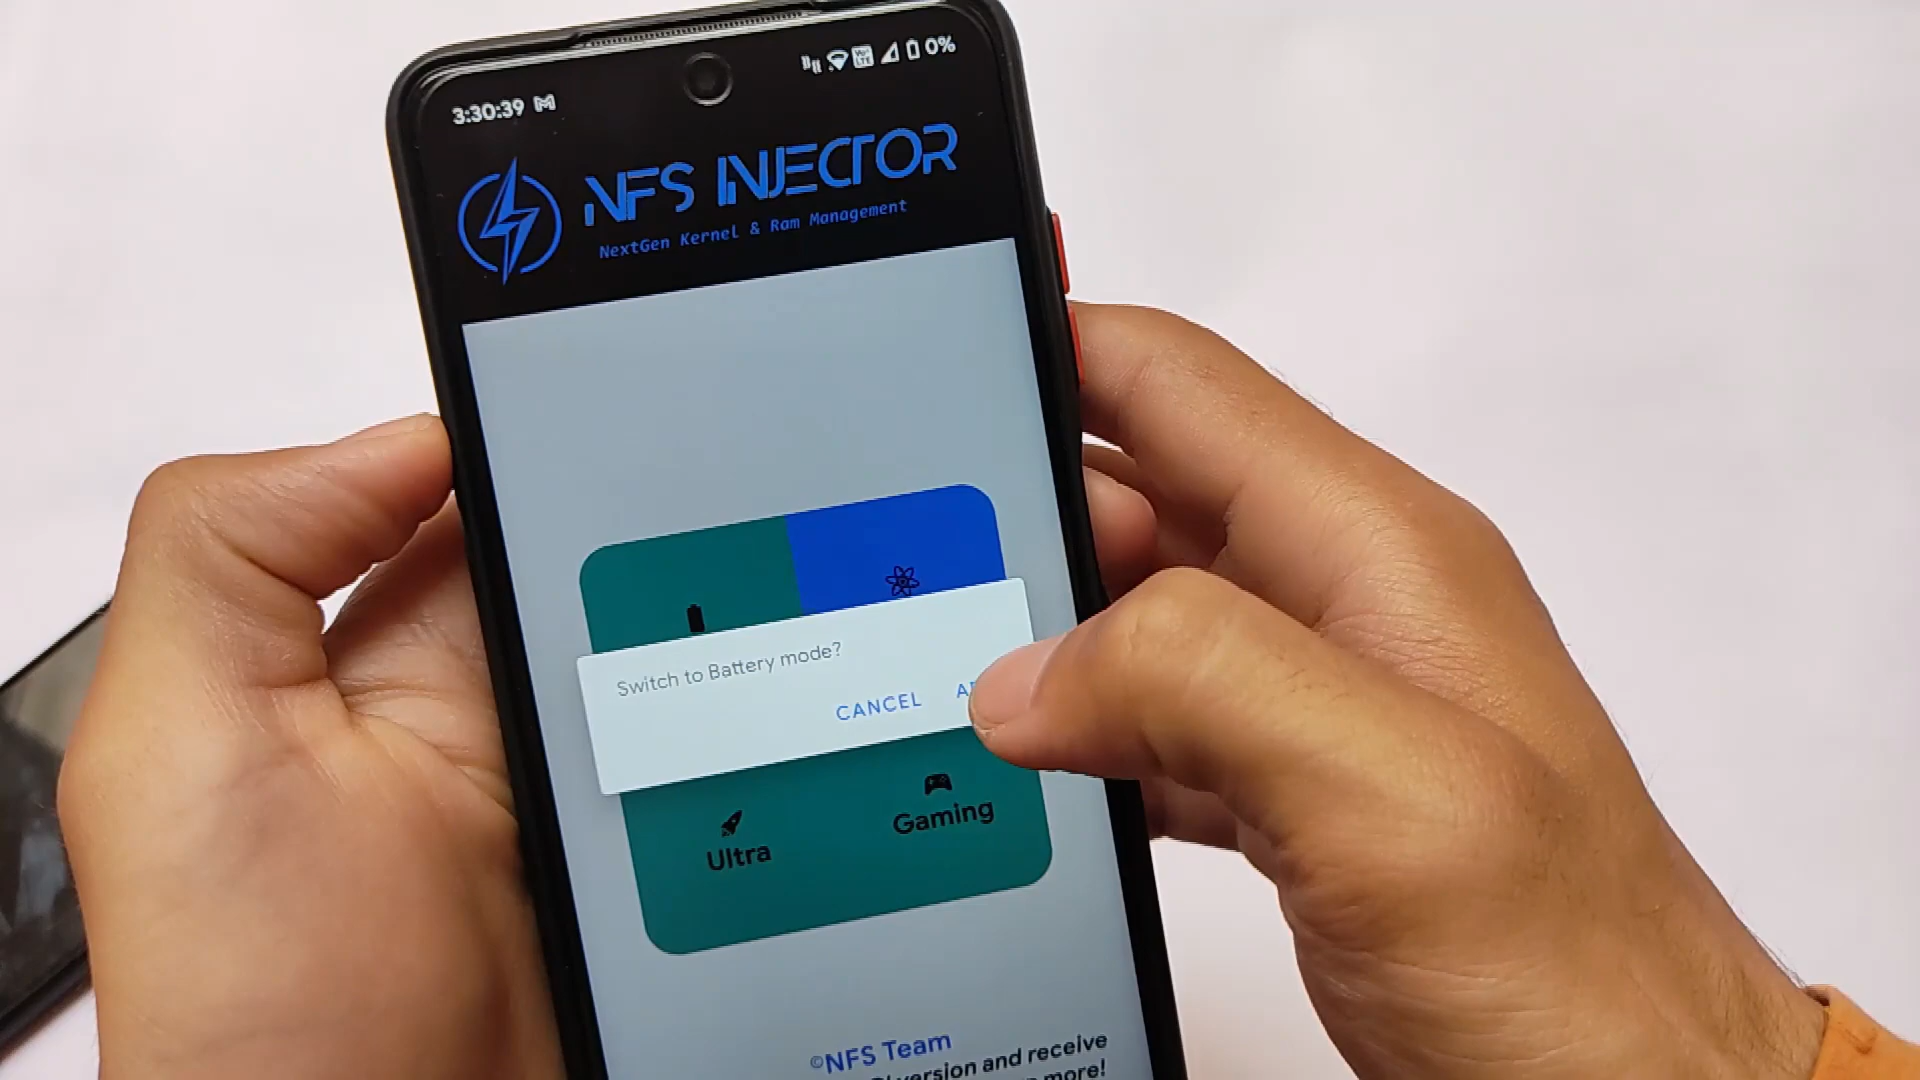 3:30:39
0%
NFS INJECTOR
NextGen Kernel & Ram Management
Switch to Battery mode?
CANCEL
Gaming
Ultra
©NFS Team
version and receive
more!